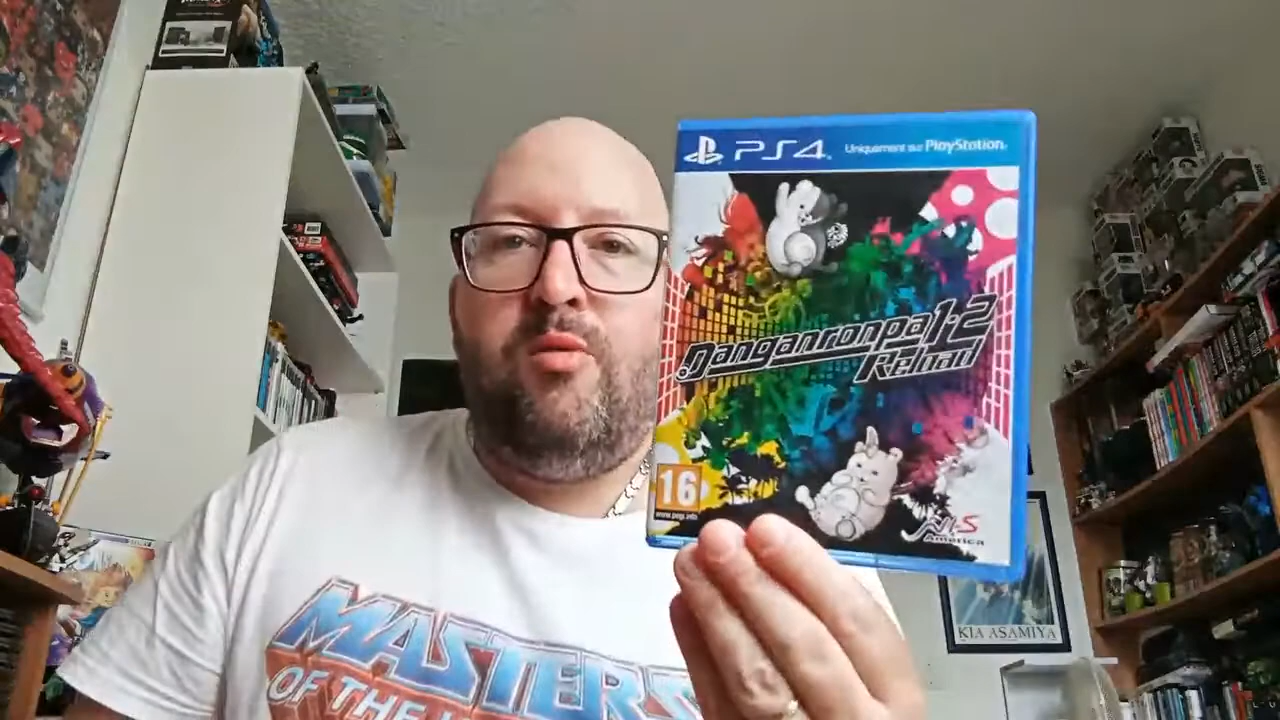 PS4
Uniquement sur PlayStation.
Danganronpa 1·2
Reload
16
www.pegi.info
NIS
America
MASTERS
OF THE
KIA ASAMIYA